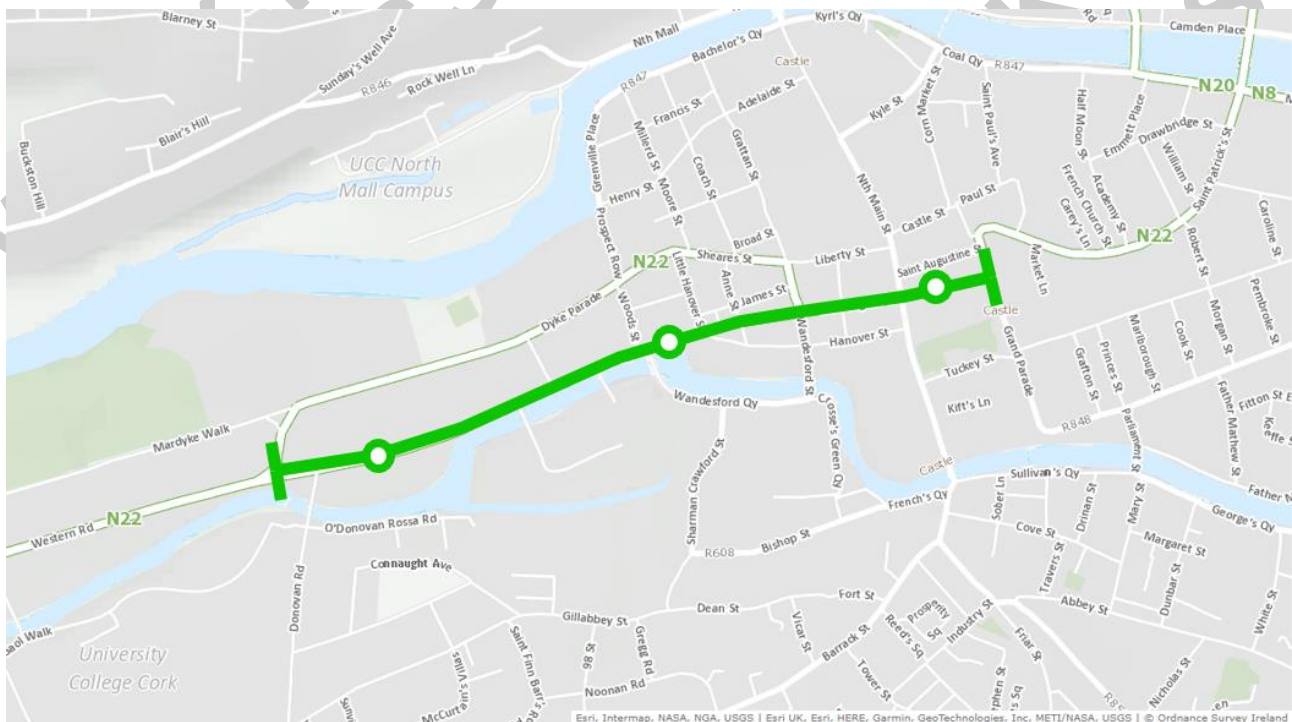 Blarney St
Sunday's Well Ave
R846
Rock Well Ln
Blair's Hill
Buckston Hill
UCC North
Mall Campus
Nth Mall
Bachelor's Qy
R847
Kyrl's Qy
Castle
Coal Qy
R847
Camden Place
N20
N8
Rd
Adelaide St
Francis St
Kyle St
Corn Market St
Saint Paul's Ave
Half Moon St
Emmett Place
Drawbridge St
William St
Saint Patrick's St
Grenville Place
Millerd St
Coach St
Grattan St
Henry St
Moore St
Prospect Row
Nth Main St
Castle St
Paul St
Academy St
French Church St
Carey's Ln
Caroline St
Broad St
Sheares St
Liberty St
Saint Augustine St
Market Ln
N22
Robert St
N22
Little Hanover St
Anne St
James St
Woods St
Dyke Parade
Castle
Pembroke St
Morgan St
Cook St
Marlborough St
Hanover St
Wandesford St
Tuckey St
Grand Parade
Princes St
Grafton St
Wandesford Qy
Crosse's Green Qy
Kift's Ln
R848
Parliament St
Father Mathew St
Fitton St E
Mardyke Walk
Western Rd
N22
O'Donovan Rossa Rd
Connaught Ave
Donovan Rd
Sharman Crawford St
R608
Bishop St
French's Qy
Castle
Sullivan's Qy
Sober Ln
Drinan St
Mary St
Cove St
Travers St
Margaret St
Dunbar St
George's Qy
Father N
Abbey St
White St
Gillabbey St
Dean St
Fort St
Vicar St
Barrack St
Reed's Sq
Prosperity
Sq
Industry St
Friar St
Tower St
Nicholas St
98 St
Gregg Rd
Noonan Rd
Saint Finn Barr's
University
College Cork
Esri, Intermap, NASA, NGA, USGS | Esri UK, Esri, HERE, Garmin, GeoTechnologies, Inc, METI/NASA, USGS | © Ordnance Survey Ireland